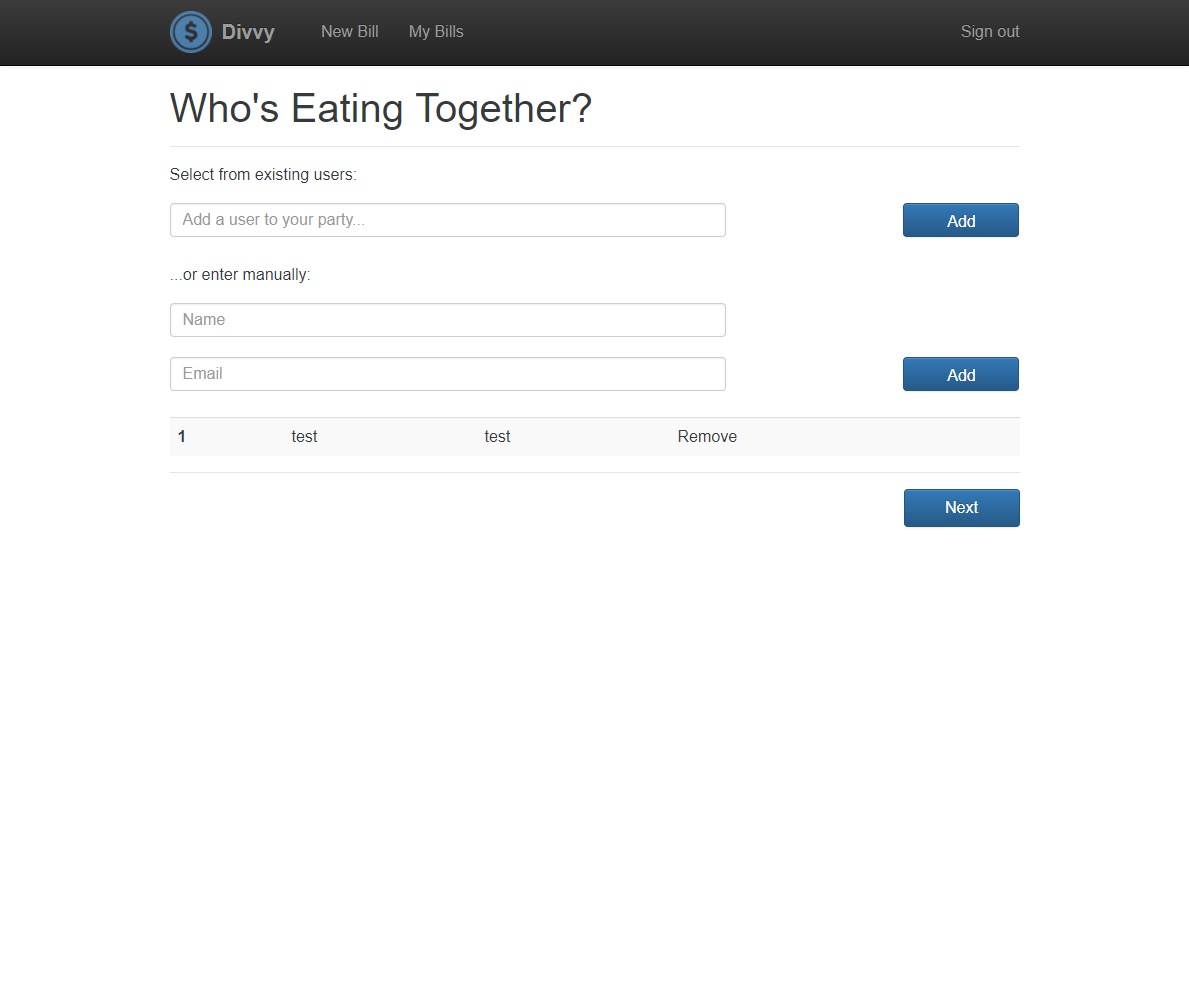 $ Divvy New Bill My Bills Sign out
Who's Eating Together?
Select from existing users:
Add a user to your party... Add
...or enter manually:
Name
Email Add
1 test test Remove
Next